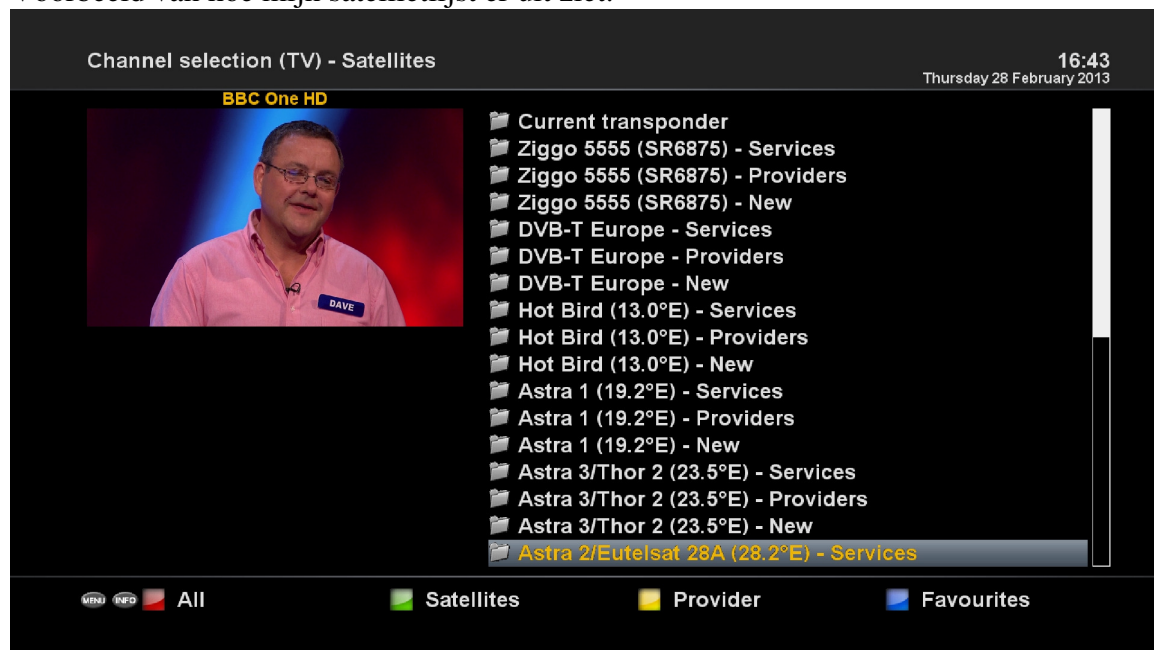 Channel selection (TV) - Satellites
16:43
Thursday 28 February 2013
BBC One HD
DAVE
Current transponder
Ziggo 5555 (SR6875) - Services
Ziggo 5555 (SR6875) - Providers
Ziggo 5555 (SR6875) - New
DVB-T Europe - Services
DVB-T Europe - Providers
DVB-T Europe - New
Hot Bird (13.0°E) - Services
Hot Bird (13.0°E) - Providers
Hot Bird (13.0°E) - New
Astra 1 (19.2°E) - Services
Astra 1 (19.2°E) - Providers
Astra 1 (19.2°E) - New
Astra 3/Thor 2 (23.5°E) - Services
Astra 3/Thor 2 (23.5°E) - Providers
Astra 3/Thor 2 (23.5°E) - New
Astra 2/Eutelsat 28A (28.2°E) - Services
MENU INFO All
Satellites
Provider
Favourites